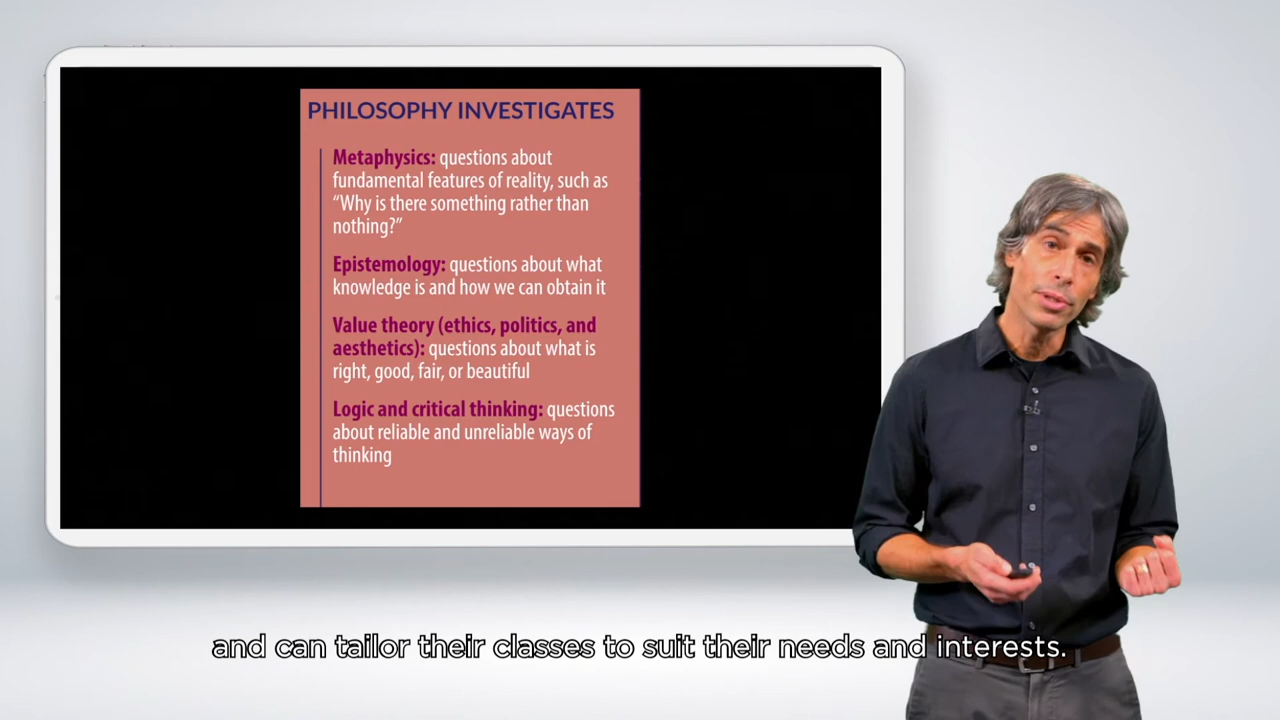 PHILOSOPHY INVESTIGATES
Metaphysics: questions about
fundamental features of reality, such as
“Why is there something rather than
nothing?”
Epistemology: questions about what
knowledge is and how we can obtain it
Value theory (ethics, politics, and
aesthetics): questions about what is
right, good, fair, or beautiful
Logic and critical thinking: questions
about reliable and unreliable ways of
thinking
and can tailor their classes to suit their needs and interests.